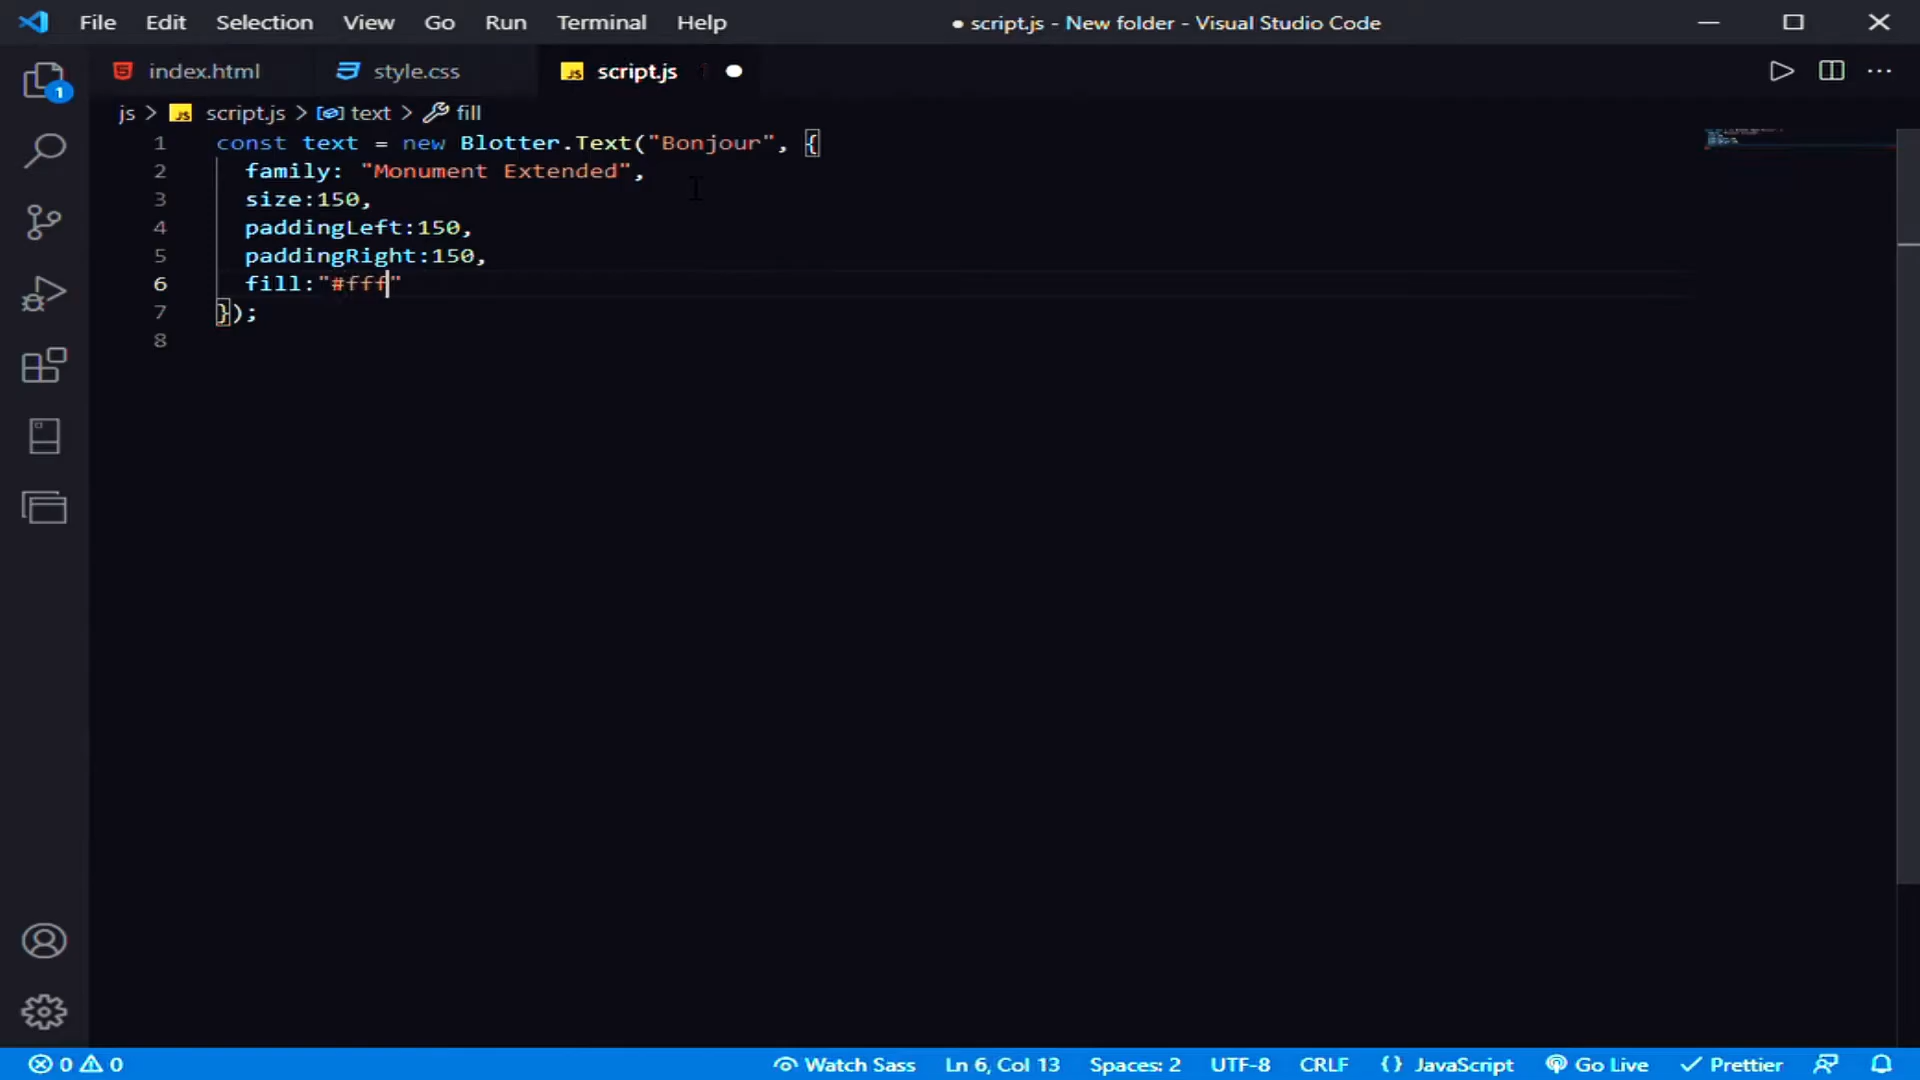 File Edit Selection View Go Run Terminal Help ● script.js - New folder - Visual Studio Code
index.html style.css JS script.js
js > JS script.js > text > fill
1 const text = new Blotter.Text("Bonjour", {
2 family: "Monument Extended",
3 size:150,
4 paddingLeft:150,
5 paddingRight:150,
6 fill:"#fff"
7 });
8
1
0 0 Watch Sass Ln 6, Col 13 Spaces: 2 UTF-8 CRLF {} JavaScript Go Live Prettier